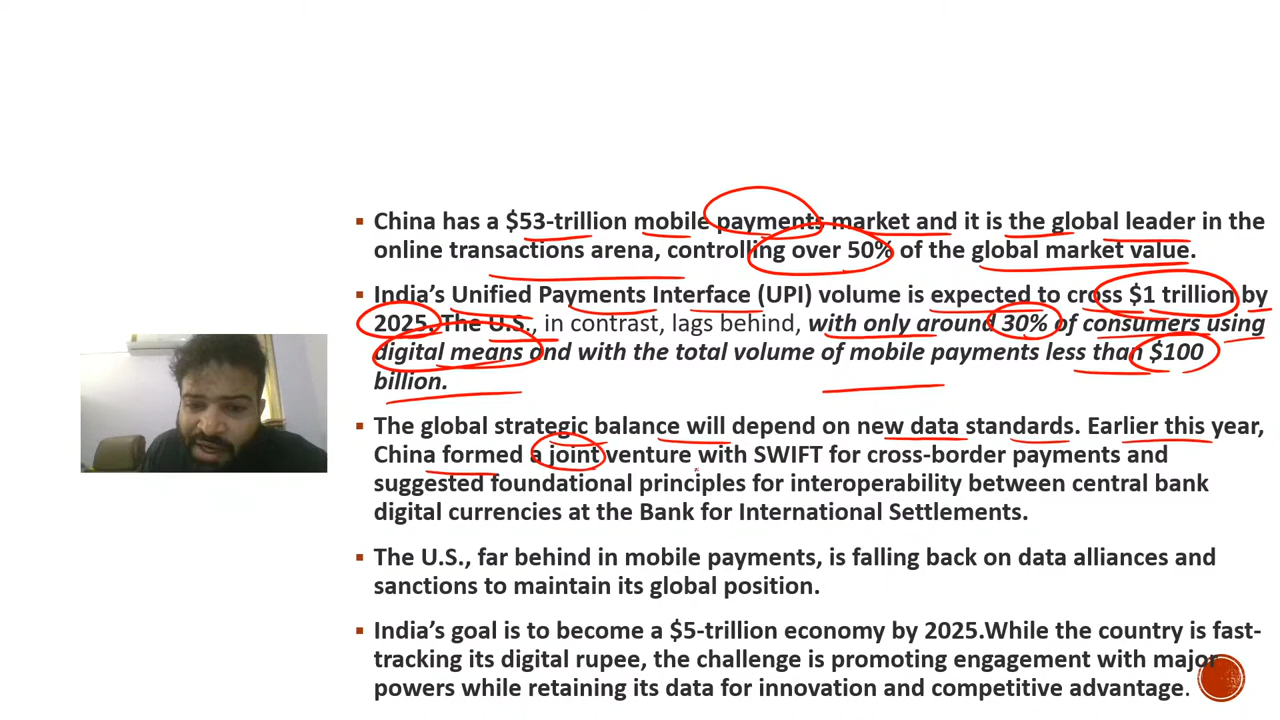 ▪ China has a $53-trillion mobile payments market and it is the global leader in the
online transactions arena, controlling over 50% of the global market value.
▪ India’s Unified Payments Interface (UPI) volume is expected to cross $1 trillion by
2025. The U.S., in contrast, lags behind, with only around 30% of consumers using
digital means and with the total volume of mobile payments less than $100
billion.
▪ The global strategic balance will depend on new data standards. Earlier this year,
China formed a joint venture with SWIFT for cross-border payments and
suggested foundational principles for interoperability between central bank
digital currencies at the Bank for International Settlements.
▪ The U.S., far behind in mobile payments, is falling back on data alliances and
sanctions to maintain its global position.
▪ India’s goal is to become a $5-trillion economy by 2025.While the country is fast-
tracking its digital rupee, the challenge is promoting engagement with major
powers while retaining its data for innovation and competitive advantage.